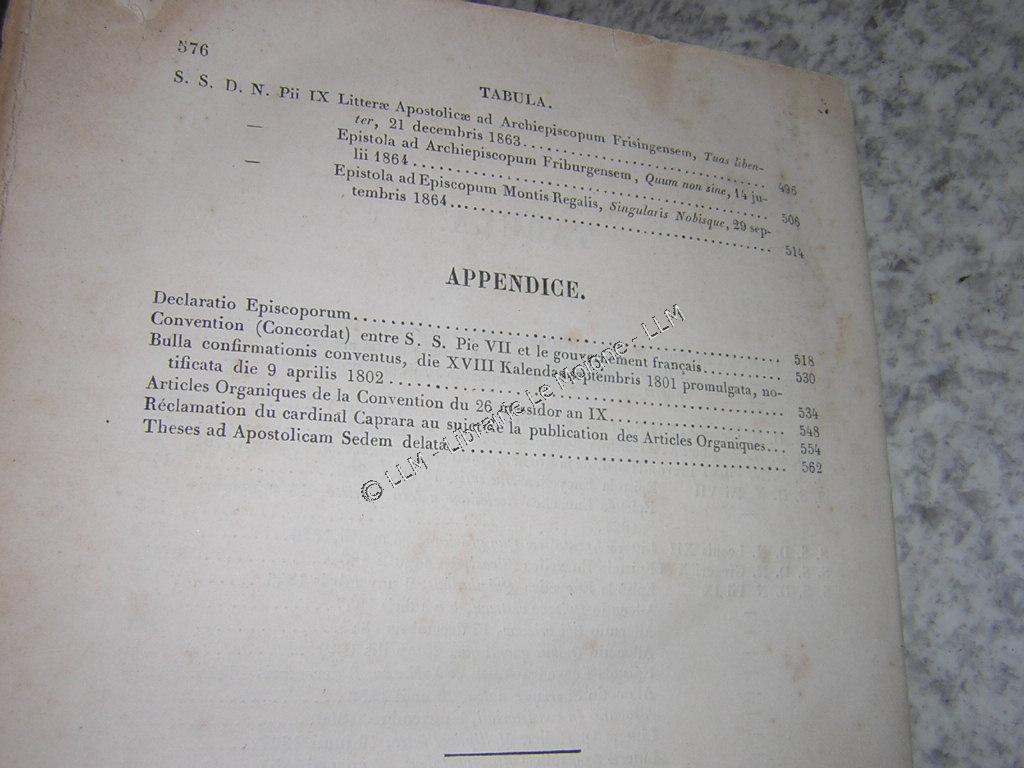 576
TABULA.
S. S. D. N. Pii IX Litteræ Apostolicæ ad Archiepiscopum Frisingensem, Tuas liben-
ter, 21 decembris 1863 495
— Epistola ad Archiepiscopum Friburgensem, Quum non sine, 14 ju-
lii 1864 506
— Epistola ad Episcopum Montis Regalis, Singularis Nobisque, 29 sep-
tembris 1864 514
APPENDICE.
Declaratio Episcoporum 518
Convention (Concordat) entre S. S. Pie VII et le gouvernement français 530
Bulla confirmationis conventus, die XVIII Kalendas septembris 1801 promulgata, no-
tificata die 9 aprilis 1802 534
Articles Organiques de la Convention du 26 messidor an IX 548
Réclamation du cardinal Caprara au sujet de la publication des Articles Organiques 554
Theses ad Apostolicam Sedem delatæ 562
© LLM - Librairie Le Moigne - LLM